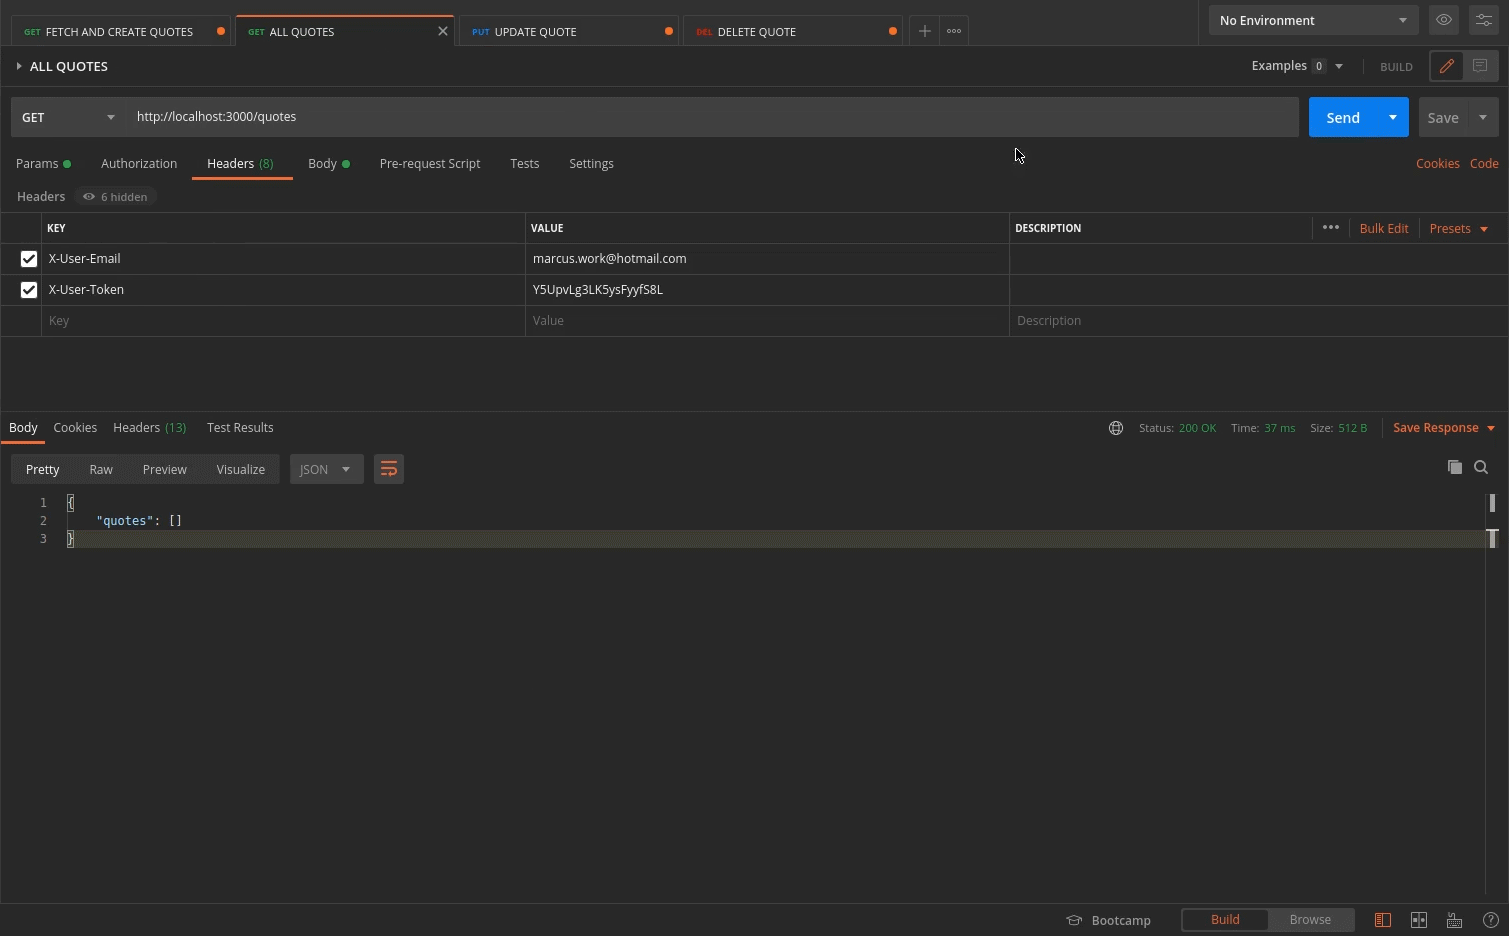 GET FETCH AND CREATE QUOTES
GET ALL QUOTES
PUT UPDATE QUOTE
DEL DELETE QUOTE
No Environment
ALL QUOTES
Examples 0
BUILD
GET
http://localhost:3000/quotes
Send
Save
Params
Authorization
Headers (8)
Body
Pre-request Script
Tests
Settings
Cookies
Code
Headers
6 hidden
KEY VALUE DESCRIPTION
Bulk Edit
Presets
X-User-Email marcus.work@hotmail.com
X-User-Token Y5UpvLg3LK5ysFyyfS8L
Key Value Description
Body
Cookies
Headers (13)
Test Results
Status: 200 OK
Time: 37 ms
Size: 512 B
Save Response
Pretty
Raw
Preview
Visualize
JSON
1 {
2 "quotes": []
3 }
Bootcamp
Build
Browse